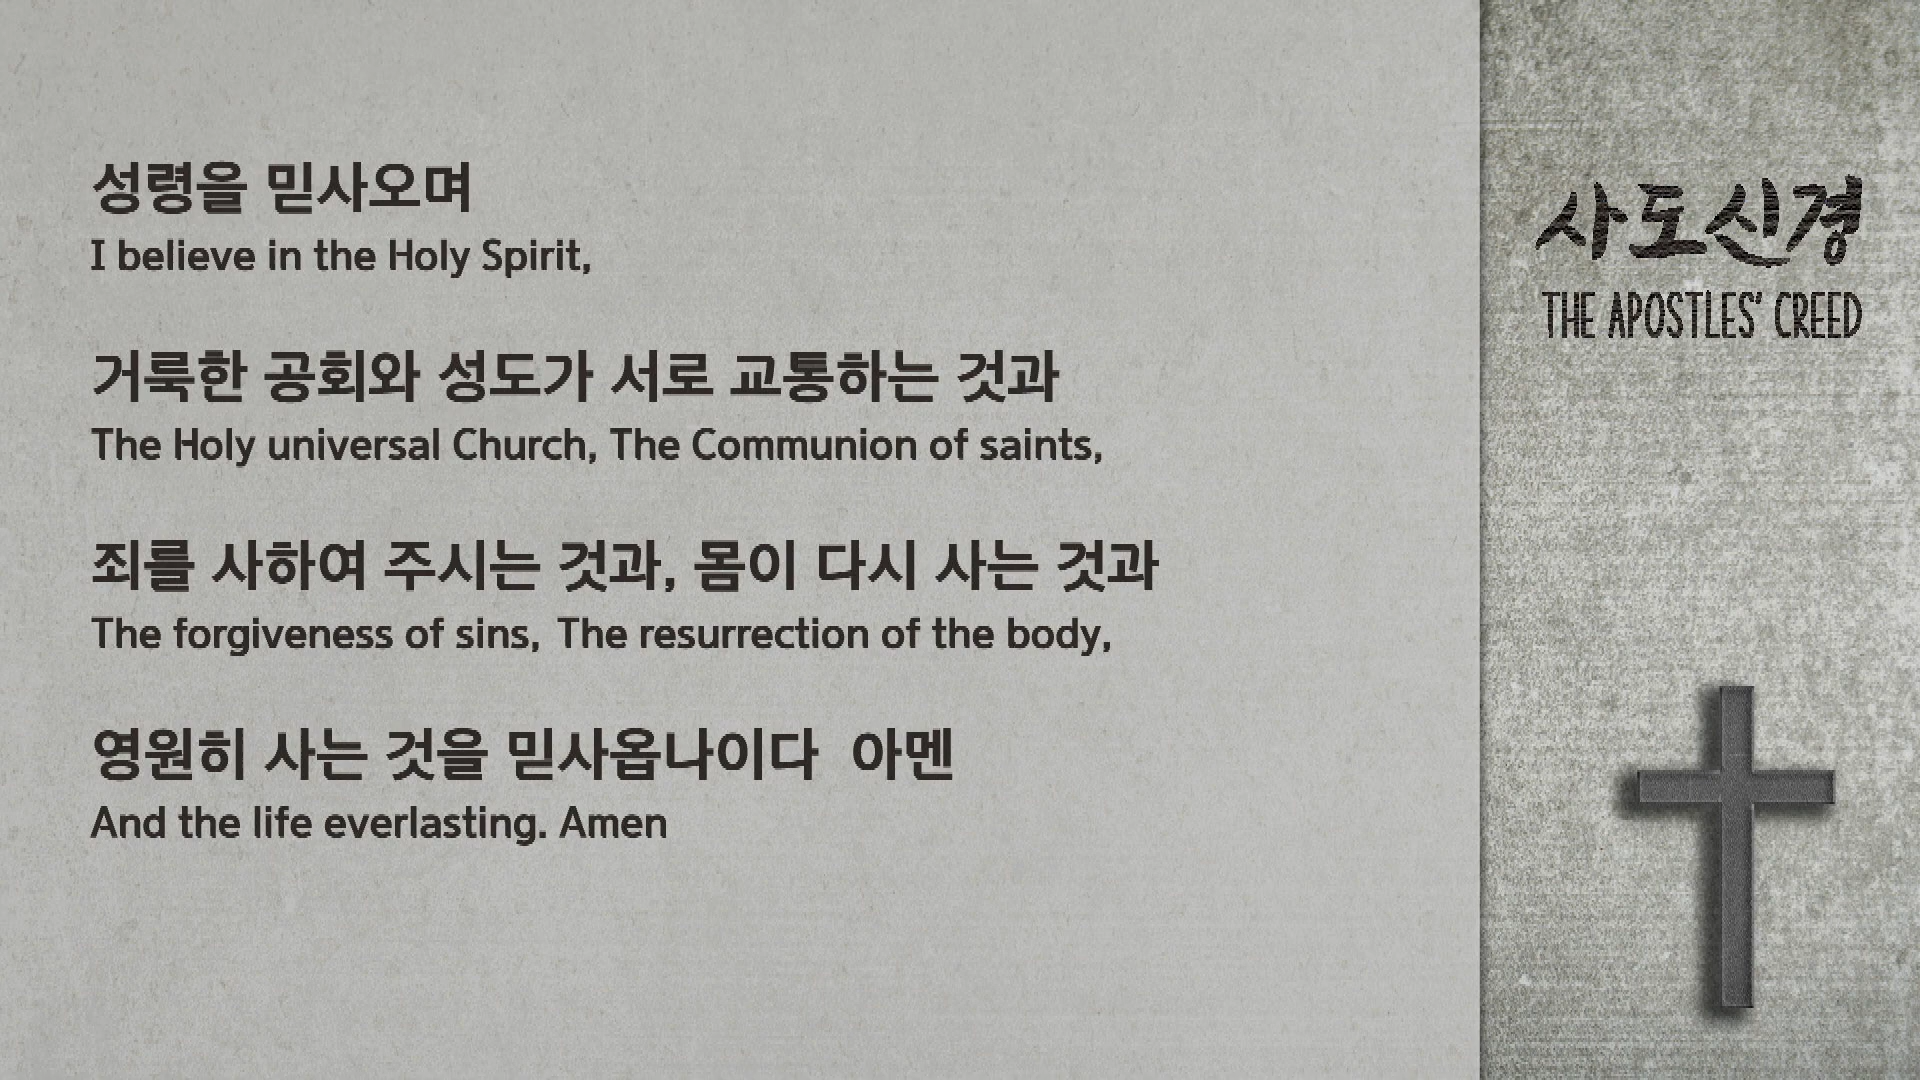 성령을 믿사오며
I believe in the Holy Spirit,
거룩한 공회와 성도가 서로 교통하는 것과
The Holy universal Church, The Communion of saints,
죄를 사하여 주시는 것과, 몸이 다시 사는 것과
The forgiveness of sins, The resurrection of the body,
영원히 사는 것을 믿사옵나이다 아멘
And the life everlasting. Amen
사도신경
THE APOSTLES' CREED